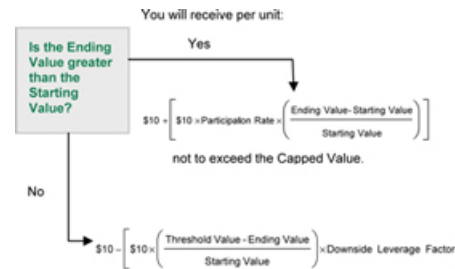 You will receive per unit:
Is the Ending
Value greater
than the
Starting
Value?
Yes
$10 + [ $10 ×Participation Rate × ( Ending Value- Starting Value
Starting Value ) ]
not to exceed the Capped Value.
No
$10 − [ $10× ( Threshold Value - Ending Value
Starting Value ) ×Downside Leverage Factor